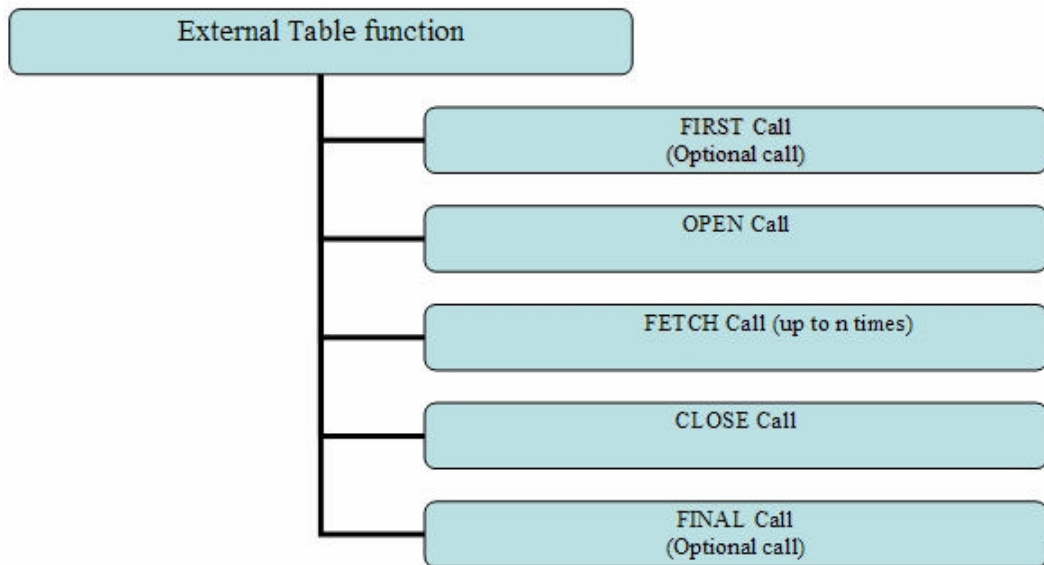 External Table function
FIRST Call
(Optional call)
OPEN Call
FETCH Call (up to n times)
CLOSE Call
FINAL Call
(Optional call)